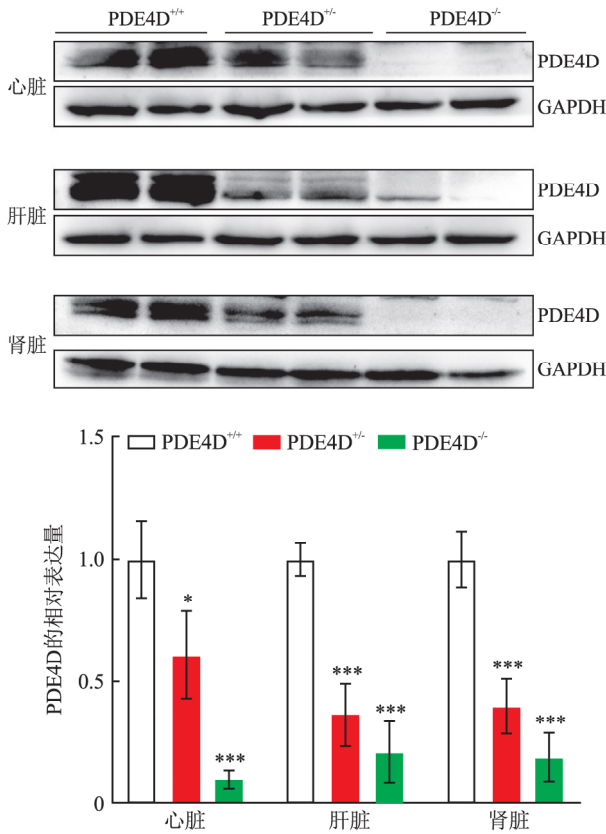 PDE4D+/+ PDE4D+/- PDE4D-/-
心脏 PDE4D
GAPDH
肝脏 PDE4D
GAPDH
肾脏 PDE4D
GAPDH
PDE4D的相对表达量
1.5
1.0
0.5
0
PDE4D+/+ PDE4D+/- PDE4D-/-
* *** *** *** *** ***
心脏 肝脏 肾脏